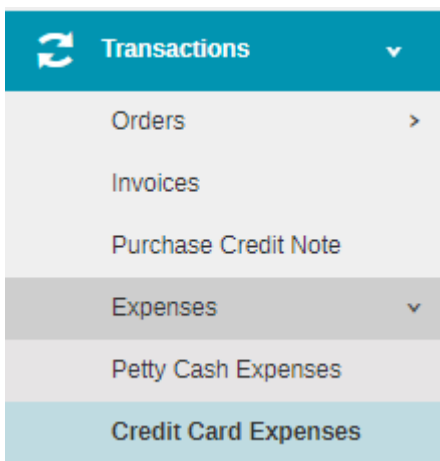 Transactions
Orders
Invoices
Purchase Credit Note
Expenses
Petty Cash Expenses
Credit Card Expenses